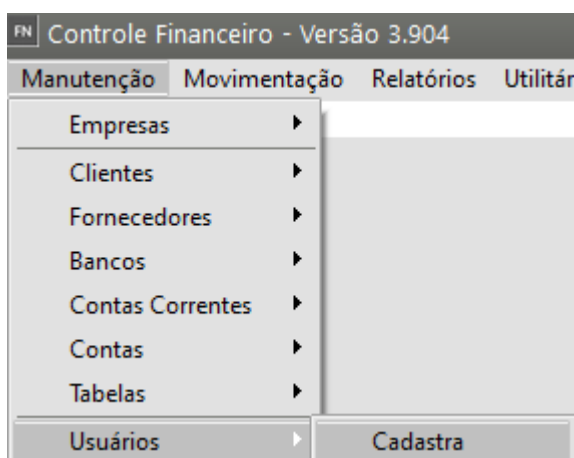 FN Controle Financeiro - Versão 3.904
Manutenção Movimentação Relatórios Utilitár
Empresas
Clientes
Fornecedores
Bancos
Contas Correntes
Contas
Tabelas
Usuários Cadastra